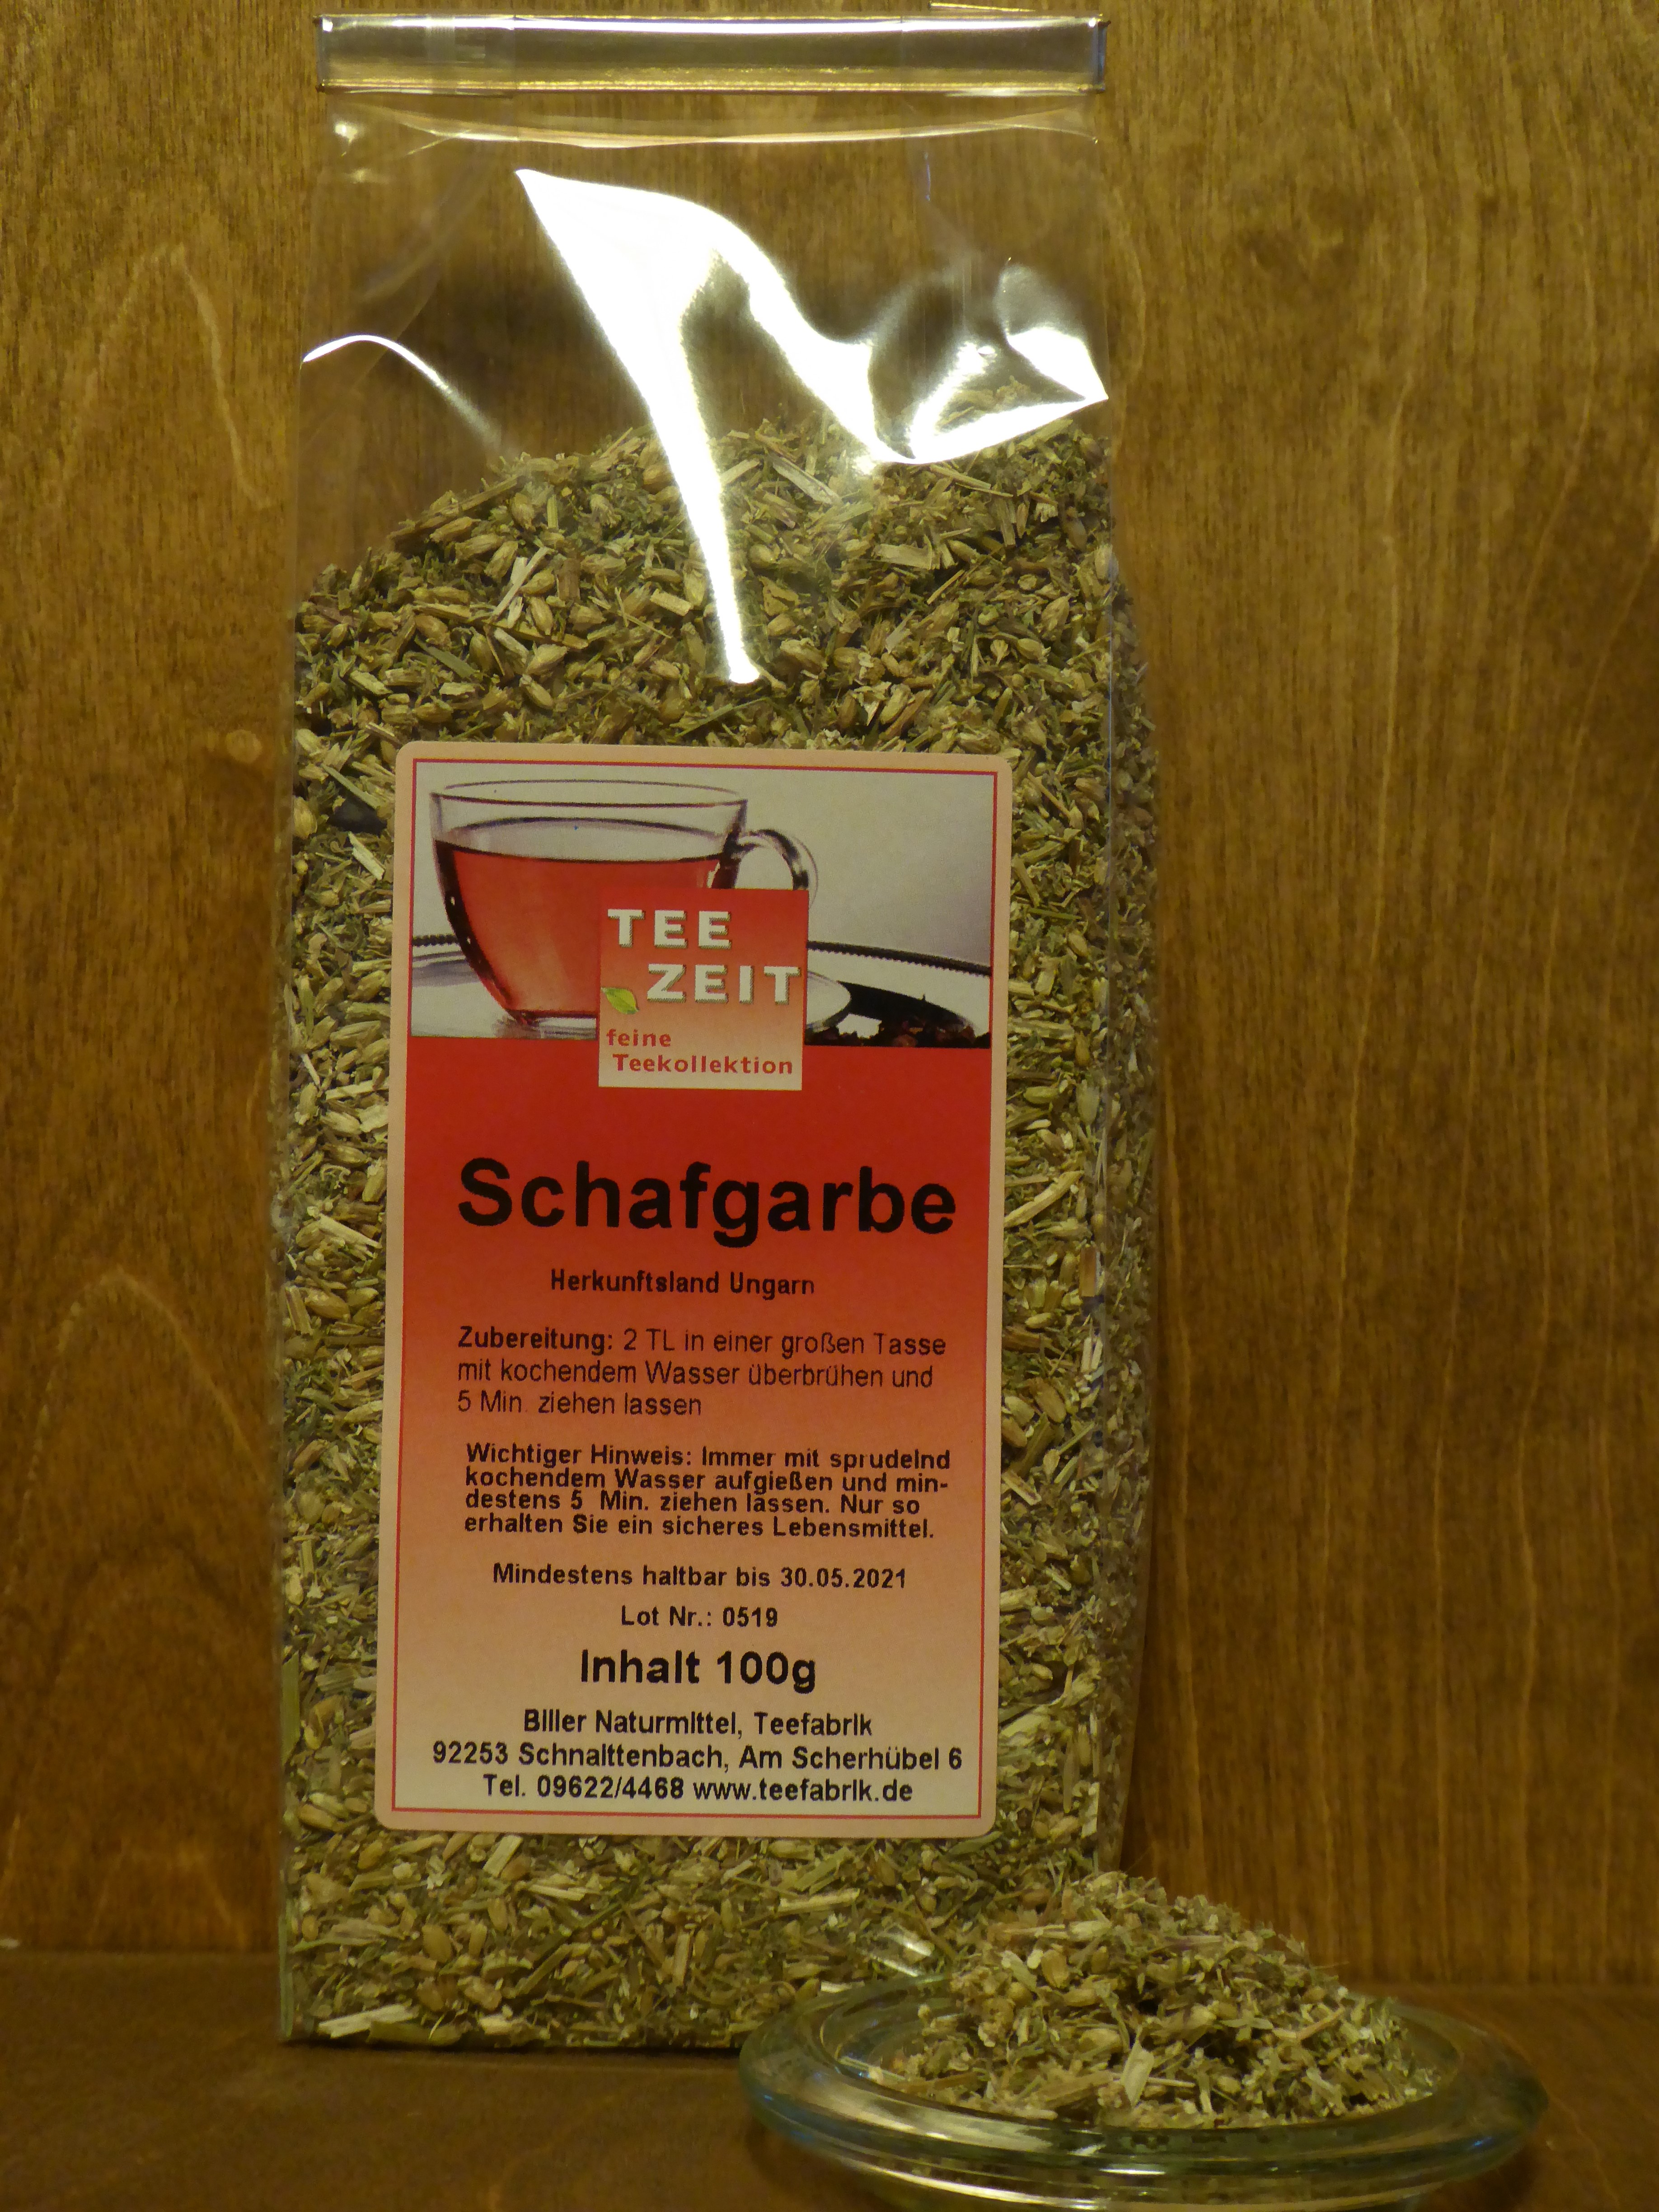 TEE
ZEIT
feine
Teekollektion
Schafgarbe
Herkunftsland Ungarn
Zubereitung: 2 TL in einer großen Tasse
mit kochendem Wasser überbrühen und
5 Min. ziehen lassen
Wichtiger Hinweis: Immer mit sprudelnd
kochendem Wasser aufgießen und min-
destens 5 Min. ziehen lassen. Nur so
erhalten Sie ein sicheres Lebensmittel.
Mindestens haltbar bis 30.05.2021
Lot Nr.: 0519
Inhalt 100g
Biller Naturmittel, Teefabrik
92253 Schnaittenbach, Am Scherhübel 6
Tel. 09622/4468 www.teefabrik.de